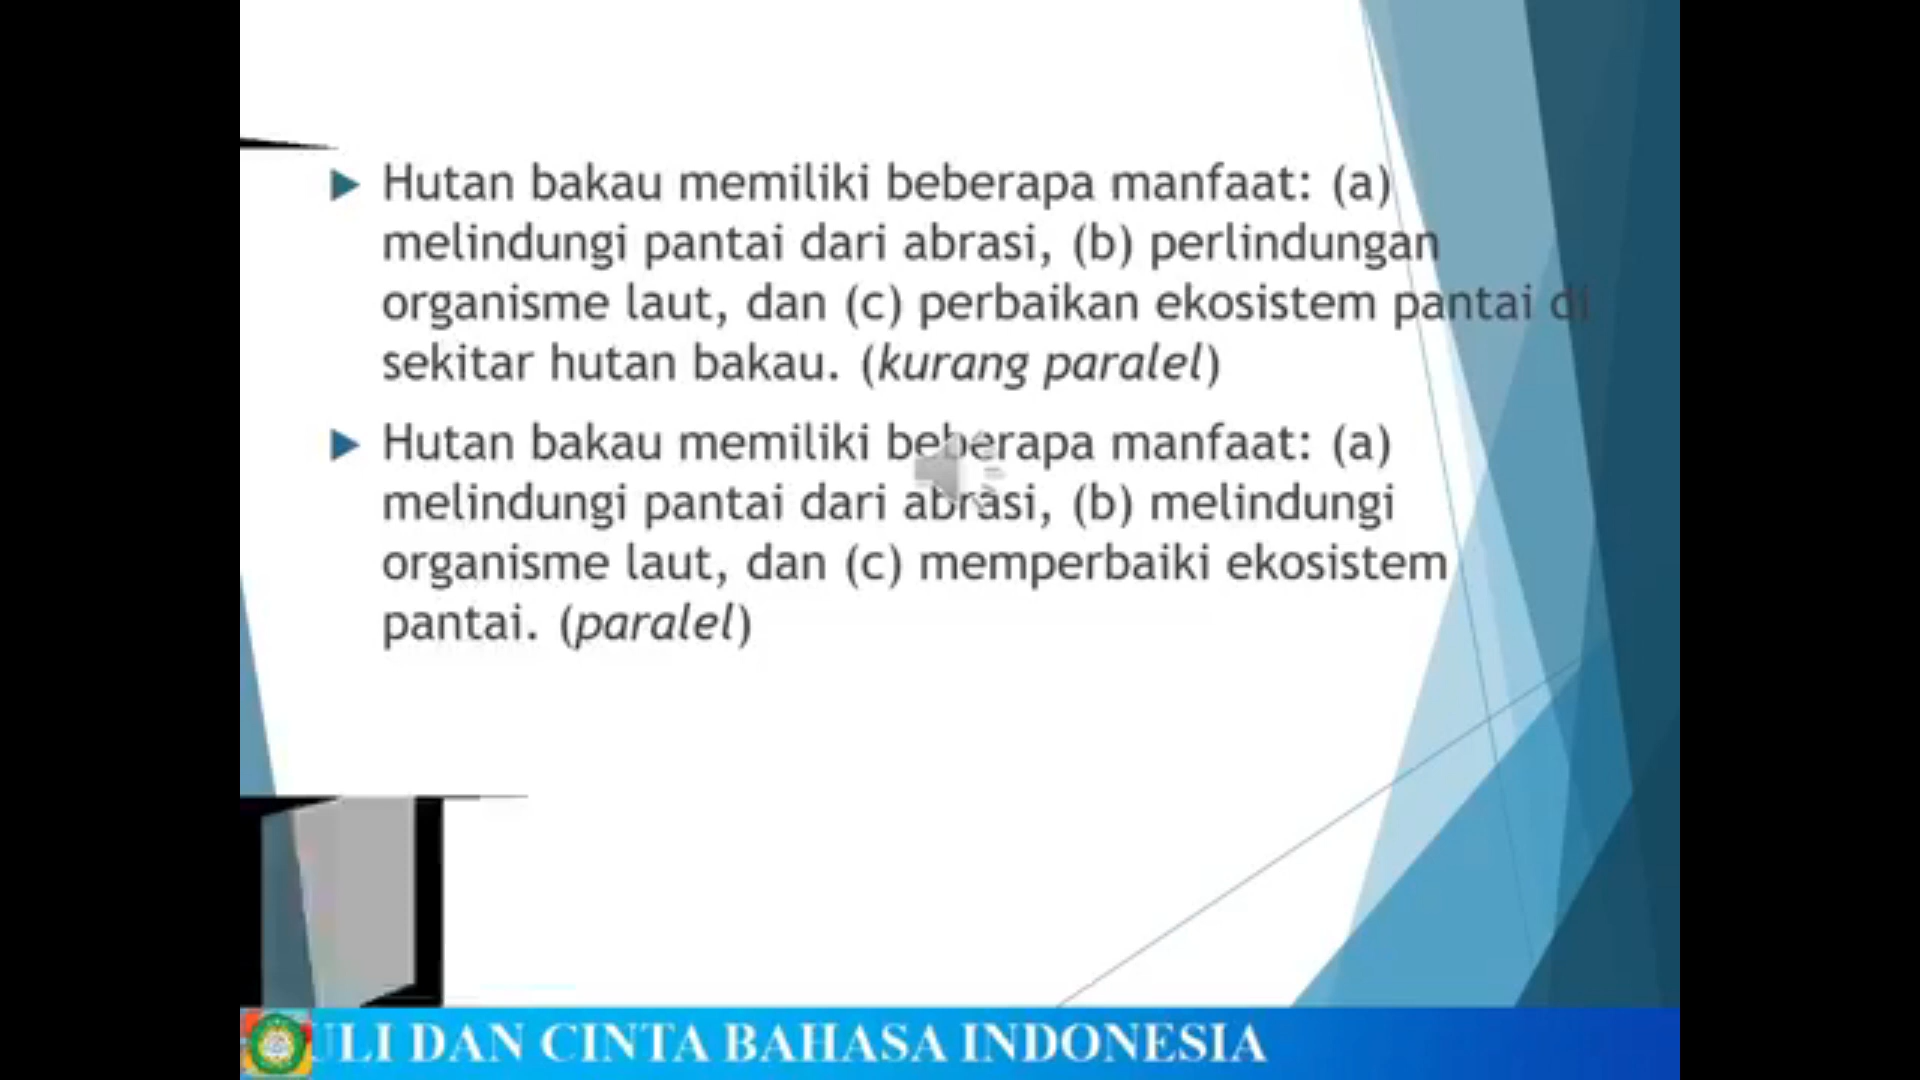 Hutan bakau memiliki beberapa manfaat: (a)
melindungi pantai dari abrasi, (b) perlindungan
organisme laut, dan (c) perbaikan ekosistem pantai di
sekitar hutan bakau. (kurang paralel)
Hutan bakau memiliki beberapa manfaat: (a)
melindungi pantai dari abrasi, (b) melindungi
organisme laut, dan (c) memperbaiki ekosistem
pantai. (paralel)
DAN CINTA BAHASA INDONESIA